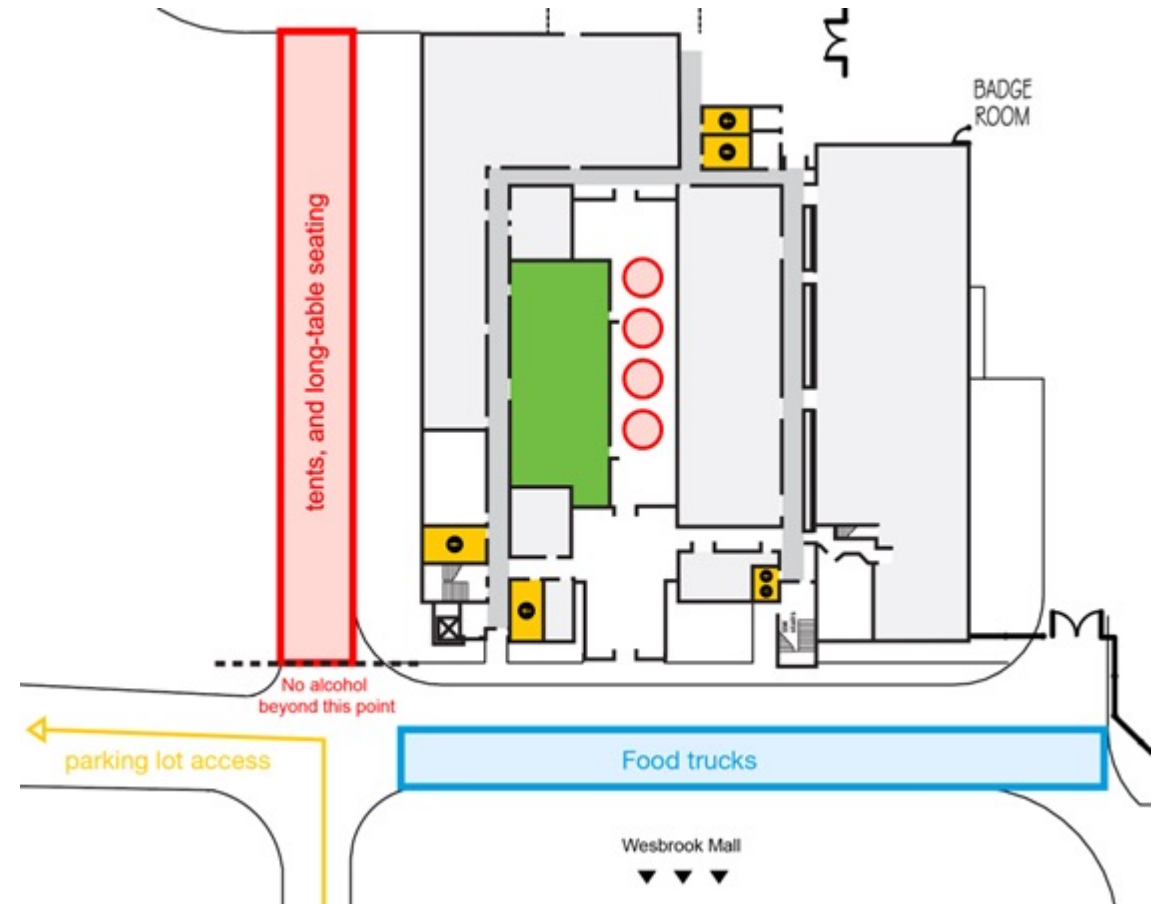 BADGE
ROOM
tents, and long-table seating
No alcohol
beyond this point
parking lot access
Food trucks
Wesbrook Mall